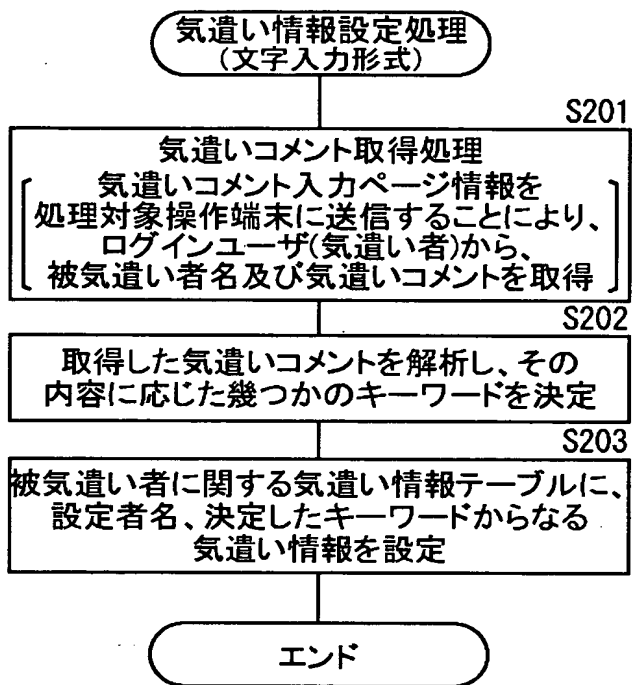 気遣い情報設定処理
(文字入力形式)
S201
気遣いコメント取得処理
気遣いコメント入力ページ情報を
処理対象操作端末に送信することにより、
ログインユーザ(気遣い者)から、
被気遣い者名及び気遣いコメントを取得
S202
取得した気遣いコメントを解析し、その
内容に応じた幾つかのキーワードを決定
S203
被気遣い者に関する気遣い情報テーブルに、
設定者名、決定したキーワードからなる
気遣い情報を設定
エンド